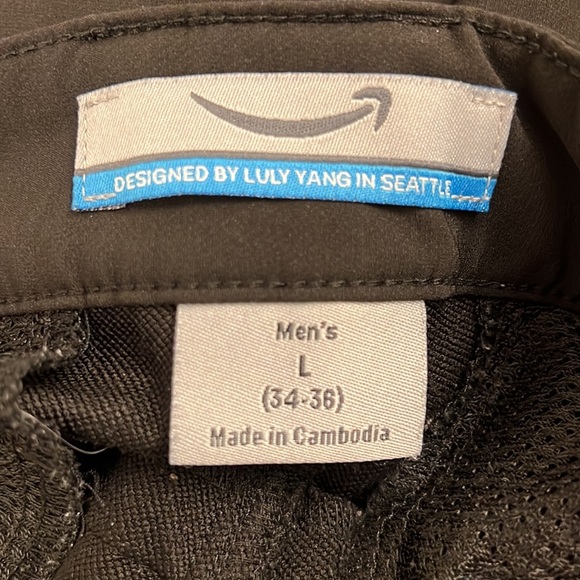 DESIGNED BY LULY YANG IN SEATTLE
Men's
L
(34-36)
Made in Cambodia